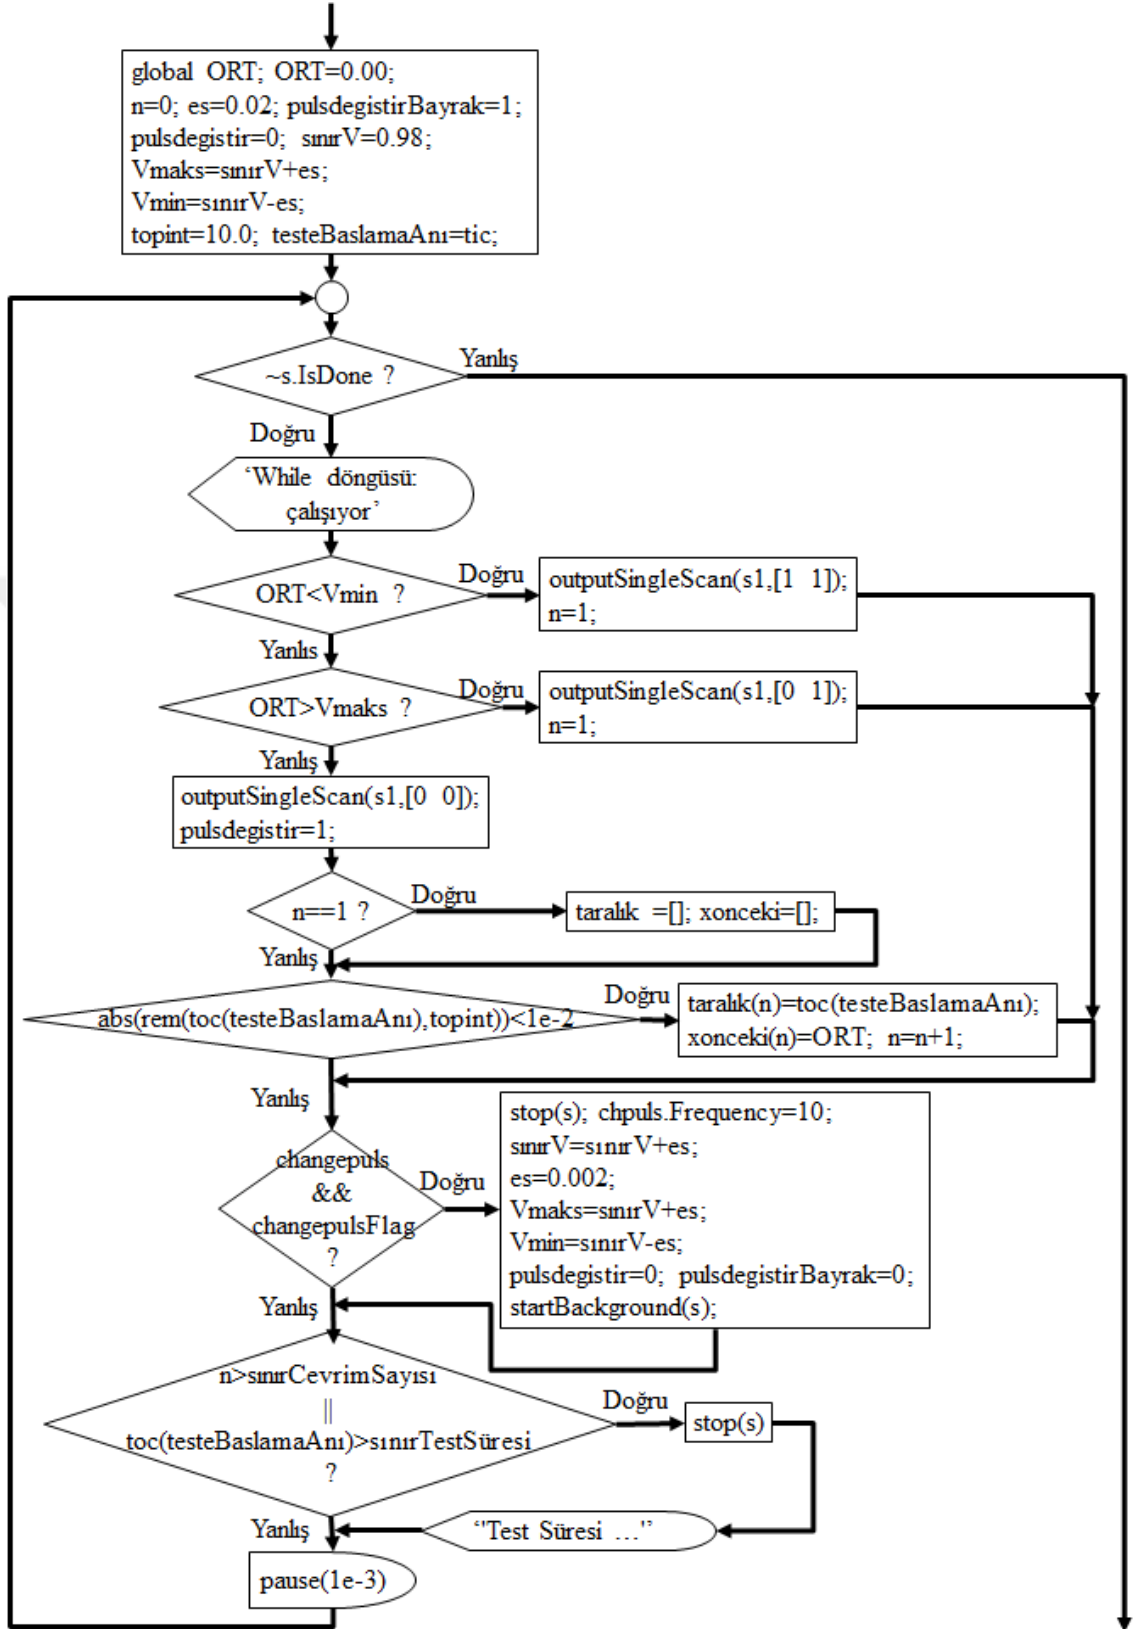 global ORT; ORT=0.00;
n=0; es=0.02; pulsdegistirBayrak=1;
pulsdegistir=0; sınırV=0.98;
Vmaks=sınırV+es;
Vmin=sınırV-es;
topint=10.0; testeBaslamaAnı=tic;
~s.IsDone ?
Yanlış
Doğru
‘While döngüsü:
çalışıyor’
ORT<Vmin ?
Doğru
outputSingleScan(s1,[1 1]);
n=1;
Yanlıs
ORT>Vmaks ?
Doğru
outputSingleScan(s1,[0 1]);
n=1;
Yanlış
outputSingleScan(s1,[0 0]);
pulsdegistir=1;
n==1 ?
Doğru
taralık =[]; xonceki=[];
Yanlış
abs(rem(toc(testeBaslamaAnı),topint))<1e-2
Doğru
taralık(n)=toc(testeBaslamaAnı);
xonceki(n)=ORT; n=n+1;
Yanlış
changepuls
&&
changepulsFlag
?
Doğru
stop(s); chpuls.Frequency=10;
sınırV=sınırV+es;
es=0.002;
Vmaks=sınırV+es;
Vmin=sınırV-es;
pulsdegistir=0; pulsdegistirBayrak=0;
startBackground(s);
Yanlış
n>sınırCevrimSayısı
||
toc(testeBaslamaAnı)>sınırTestSüresi
?
Doğru
stop(s)
‘'Test Süresi …'’
Yanlış
pause(1e-3)